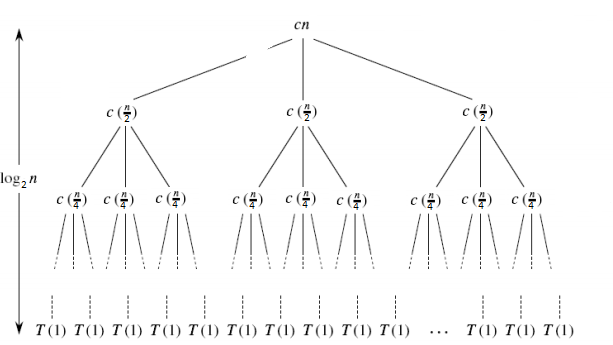 cn
c (n/2) c (n/2) c (n/2)
log₂n
c (n/4) c (n/4) c (n/4) c (n/4) c (n/4) c (n/4) c (n/4) c (n/4) c (n/4)
T (1) T (1) T (1) T (1) T (1) T (1) T (1) T (1) T (1) T (1) ... T (1) T (1) T (1)